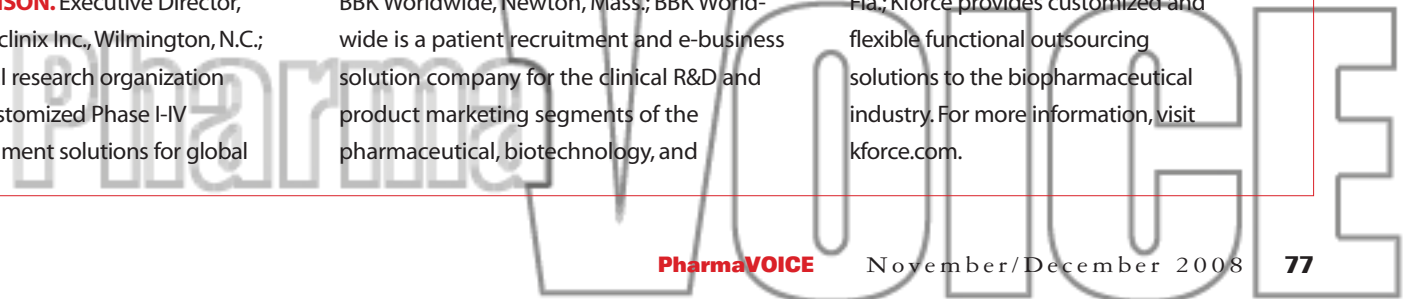 ISON. Executive Director,
clinix Inc., Wilmington, N.C.;
l research organization
stomized Phase I-IV
ment solutions for global
BBK Worldwide, Newton, Mass.; BBK World-
wide is a patient recruitment and e-business
solution company for the clinical R&D and
product marketing segments of the
pharmaceutical, biotechnology, and
Fla.; Kforce provides customized and
flexible functional outsourcing
solutions to the biopharmaceutical
industry. For more information, visit
kforce.com.
PharmaVOICE
PharmaVOICE November/December 2008 77